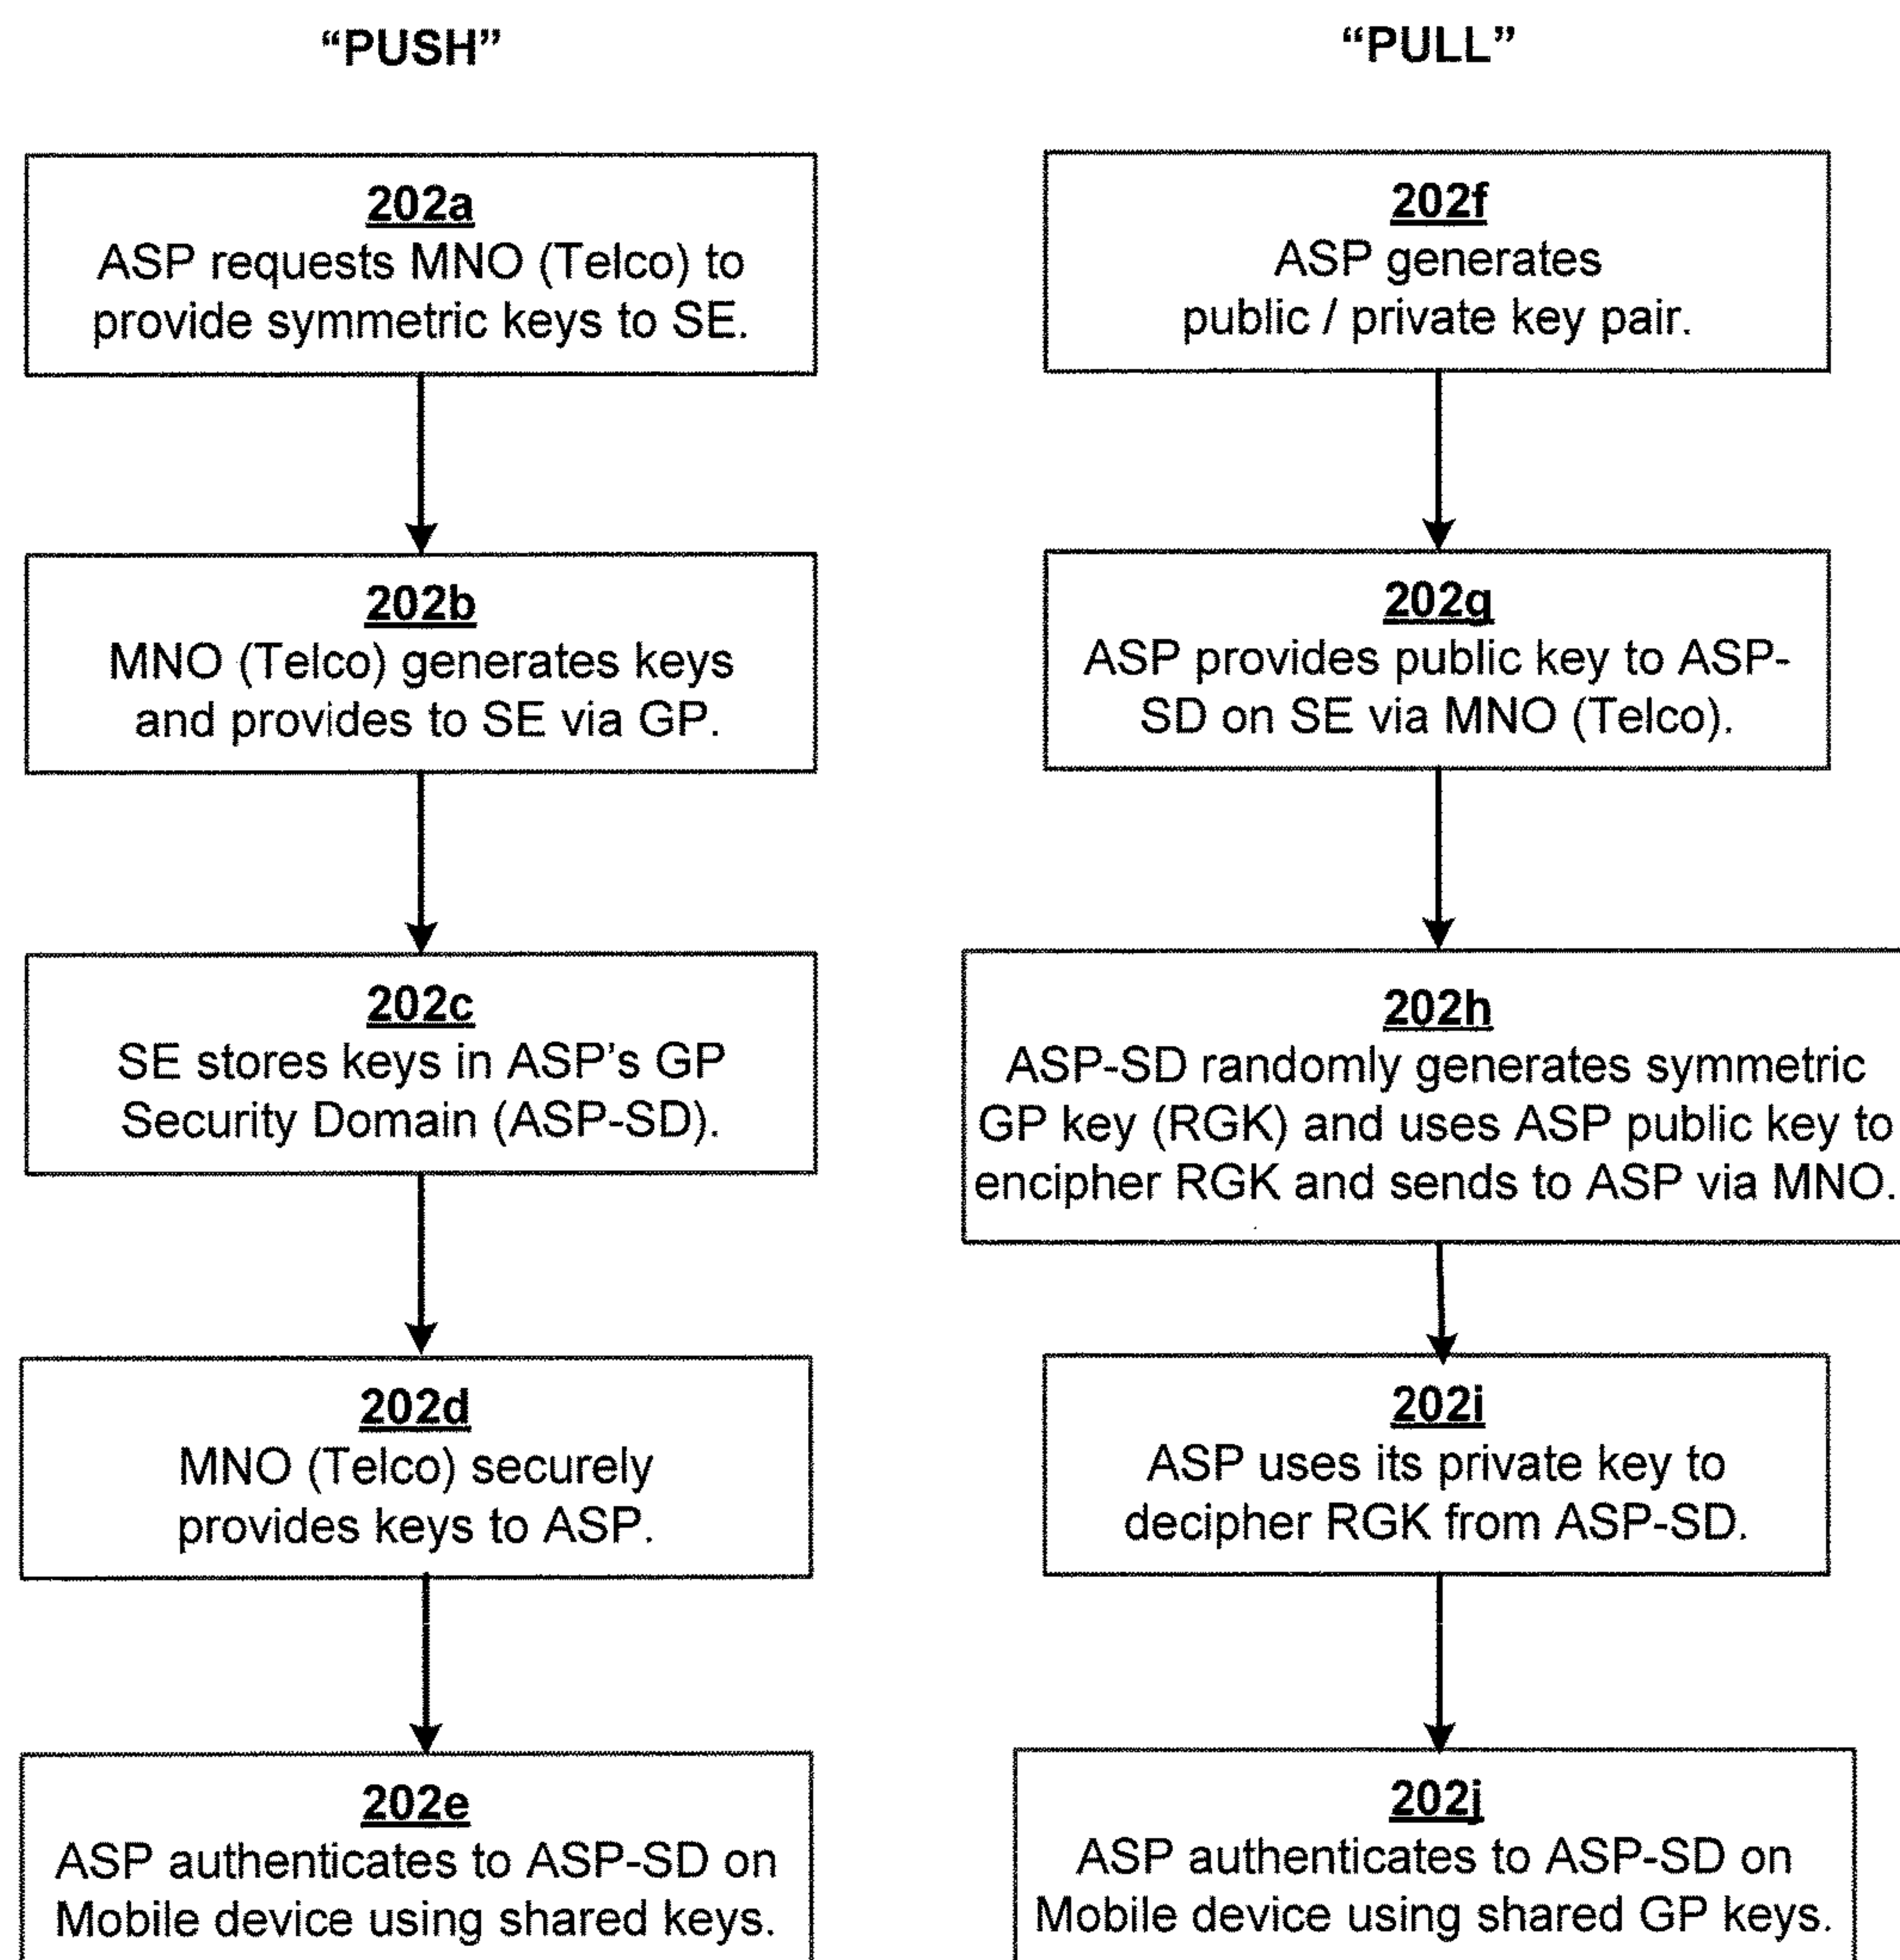 “PUSH”
202a
ASP requests MNO (Telco) to
provide symmetric keys to SE.
202b
MNO (Telco) generates keys
and provides to SE via GP.
202c
SE stores keys in ASP’s GP
Security Domain (ASP-SD).
202d
MNO (Telco) securely
provides keys to ASP.
202e
ASP authenticates to ASP-SD on
Mobile device using shared keys.
“PULL”
202f
ASP generates
public / private key pair.
202g
ASP provides public key to ASP-
SD on SE via MNO (Telco).
202h
ASP-SD randomly generates symmetric
GP key (RGK) and uses ASP public key to
encipher RGK and sends to ASP via MNO.
202i
ASP uses its private key to
decipher RGK from ASP-SD.
202j
ASP authenticates to ASP-SD on
Mobile device using shared GP keys.